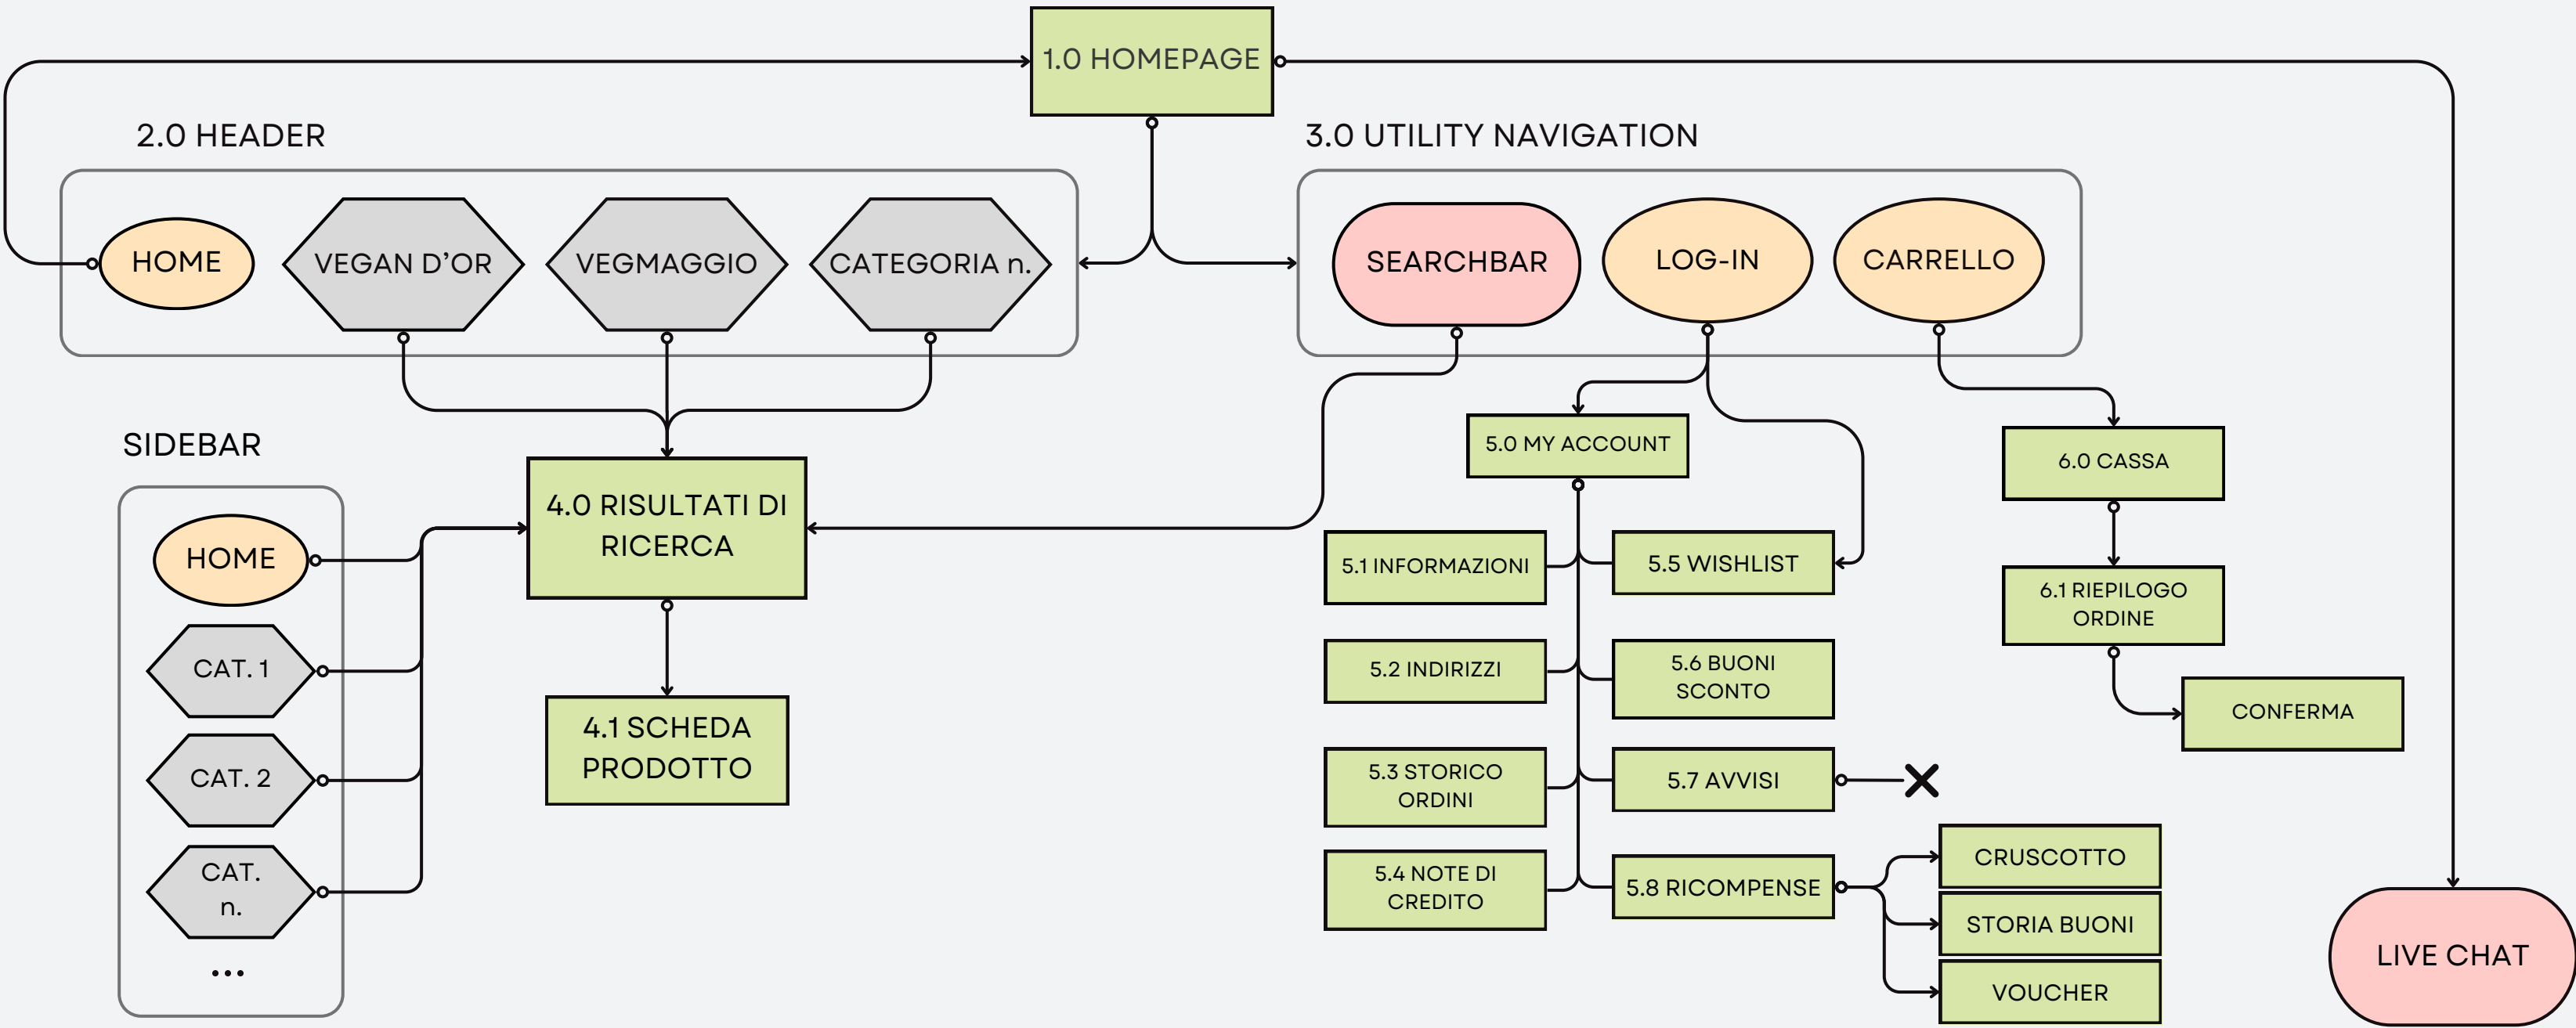 1.0 HOMEPAGE
2.0 HEADER
3.0 UTILITY NAVIGATION
HOME
VEGAN D’OR
VEGMAGGIO
CATEGORIA n.
SEARCHBAR
LOG-IN
CARRELLO
SIDEBAR
HOME
CAT. 1
CAT. 2
CAT.
n.
...
4.0 RISULTATI DI
RICERCA
4.1 SCHEDA
PRODOTTO
5.0 MY ACCOUNT
5.1 INFORMAZIONI
5.2 INDIRIZZI
5.3 STORICO
ORDINI
5.4 NOTE DI
CREDITO
5.5 WISHLIST
5.6 BUONI
SCONTO
5.7 AVVISI
5.8 RICOMPENSE
CRUSCOTTO
STORIA BUONI
VOUCHER
6.0 CASSA
6.1 RIEPILOGO
ORDINE
CONFERMA
LIVE CHAT